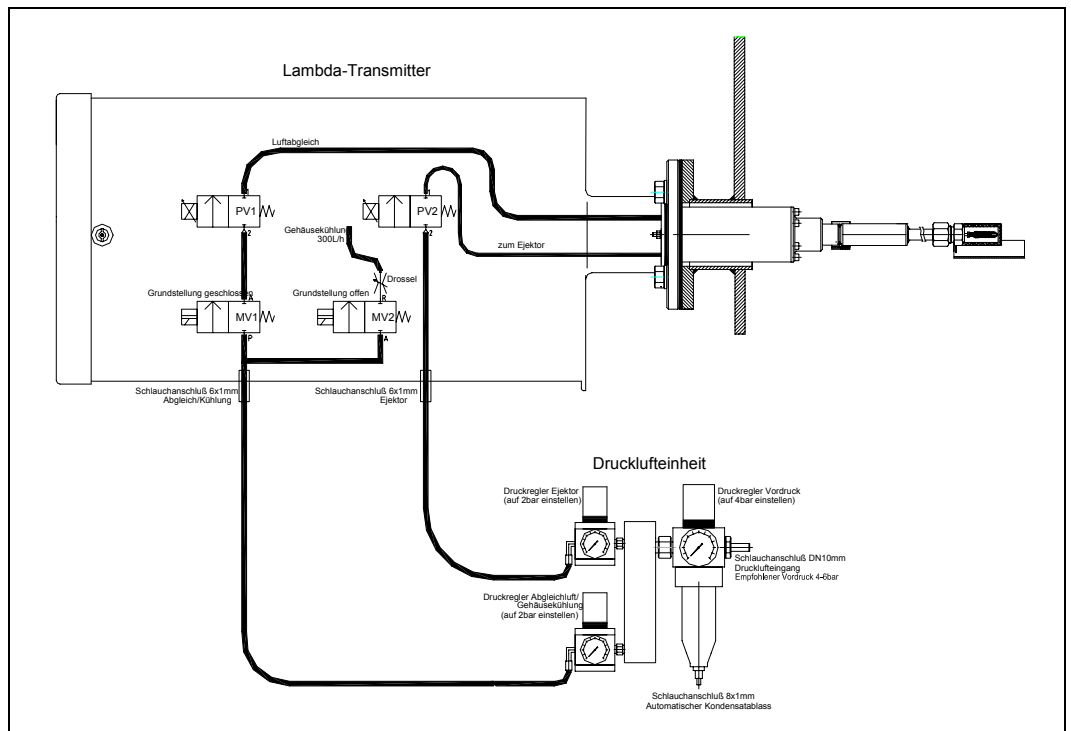 Lambda-Transmitter
Luftabgleich
PV1
2
PV2
2
Gehäusekühlung
300L/h
zum Ejektor
Drossel
Grundstellung geschlossen
A
Grundstellung offen
R
MV1
P
MV2
A
Schlauchanschluß 6x1mm
Abgleich/Kühlung
Schlauchanschluß 6x1mm
Ejektor
Drucklufteinheit
Druckregler Ejektor
(auf 2bar einstellen)
Druckregler Vordruck
(auf 4bar einstellen)
Schlauchanschluß DN10mm
Drucklufteingang
Empfohlener Vordruck 4-6bar
Druckregler Abgleichluft/
Gehäusekühlung
(auf 2bar einstellen)
Schlauchanschluß 8x1mm
Automatischer Kondensatablass